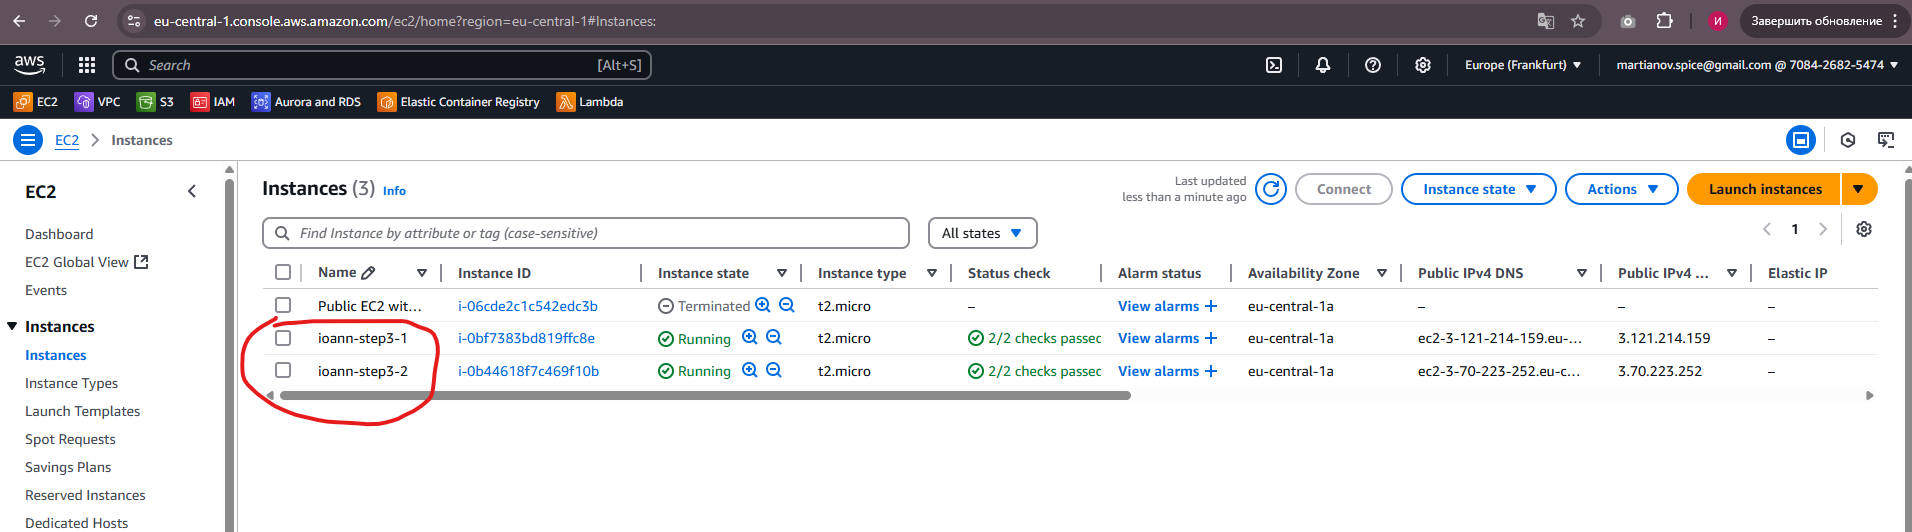 eu-central-1.console.aws.amazon.com/ec2/home?region=eu-central-1#Instances:
И
Завершить обновление
aws
Search
[Alt+S]
Europe (Frankfurt)
martianov.spice@gmail.com @ 7084-2682-5474
EC2 VPC S3 IAM Aurora and RDS Elastic Container Registry Lambda
EC2 > Instances
EC2
Dashboard
EC2 Global View
Events
Instances
Instances
Instance Types
Launch Templates
Spot Requests
Savings Plans
Reserved Instances
Dedicated Hosts
Instances (3) Info
Last updated
less than a minute ago
Connect
Instance state
Actions
Launch instances
Find Instance by attribute or tag (case-sensitive)
All states
1
Name Instance ID Instance state Instance type Status check Alarm status Availability Zone Public IPv4 DNS Public IPv4 ... Elastic IP
Public EC2 wit... i-06cde2c1c542edc3b Terminated t2.micro – View alarms + eu-central-1a – – –
ioann-step3-1 i-0bf7383bd819ffc8e Running t2.micro 2/2 checks passed View alarms + eu-central-1a ec2-3-121-214-159.eu-... 3.121.214.159 –
ioann-step3-2 i-0b44618f7c469f10b Running t2.micro 2/2 checks passed View alarms + eu-central-1a ec2-3-70-223-252.eu-c... 3.70.223.252 –